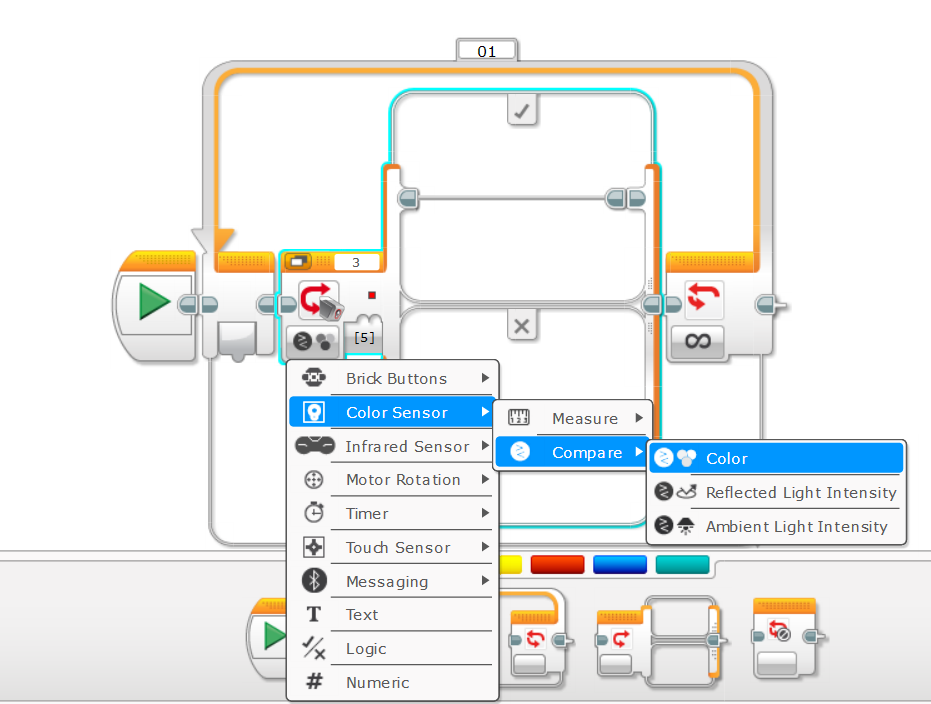 01
3
[5]
Brick Buttons
Color Sensor
Infrared Sensor
Motor Rotation
Timer
Touch Sensor
Messaging
Text
Logic
Numeric
Measure
Compare
Color
Reflected Light Intensity
Ambient Light Intensity